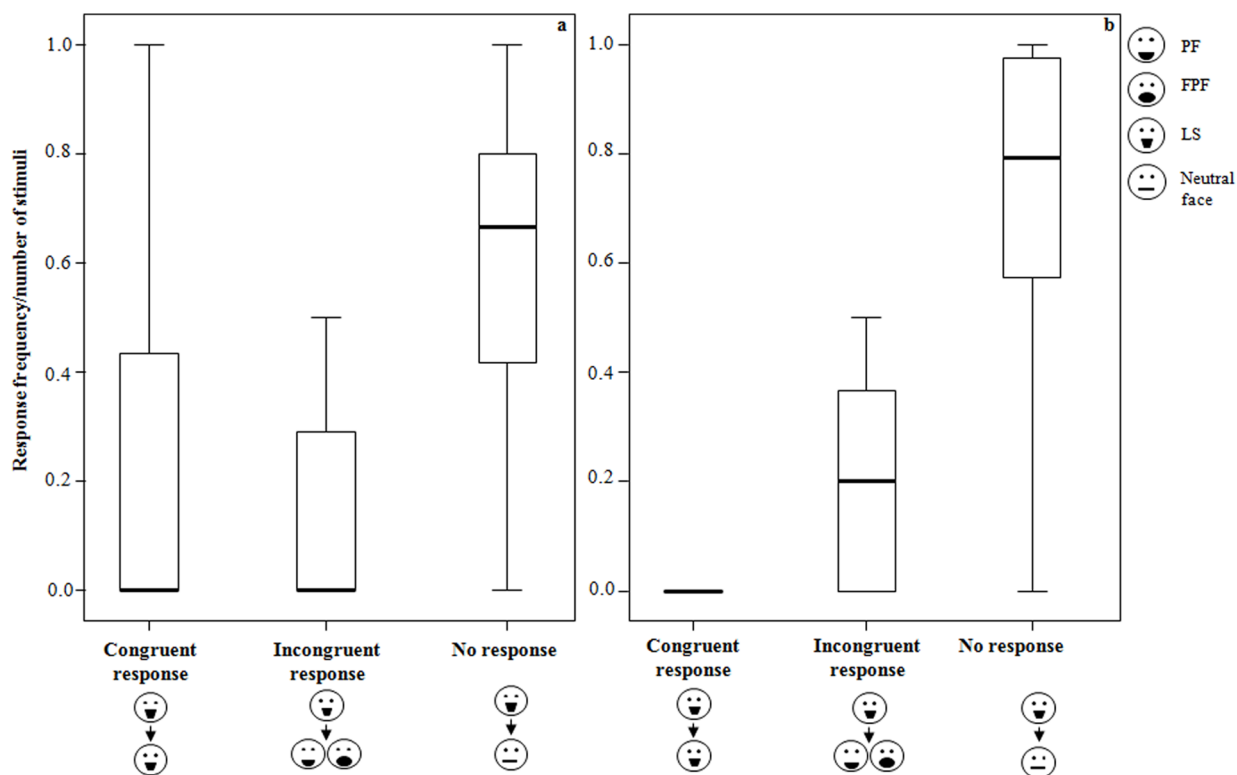 a
b
1.0
0.8
0.6
0.4
0.2
0.0
Response frequency/number of stimuli
1.0
0.8
0.6
0.4
0.2
0.0
PF
FPF
LS
Neutral
face
Congruent
response
Incongruent
response
No response
Congruent
response
Incongruent
response
No response